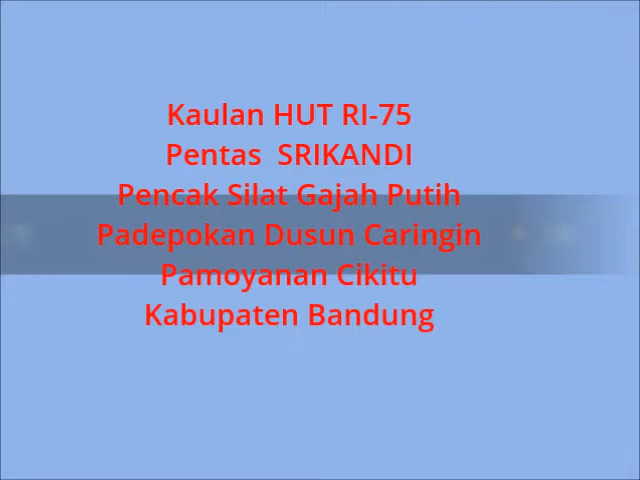 Kaulan HUT RI-75
Pentas  SRIKANDI
Pencak Silat Gajah Putih
Padepokan Dusun Caringin
Pamoyanan Cikitu
Kabupaten Bandung